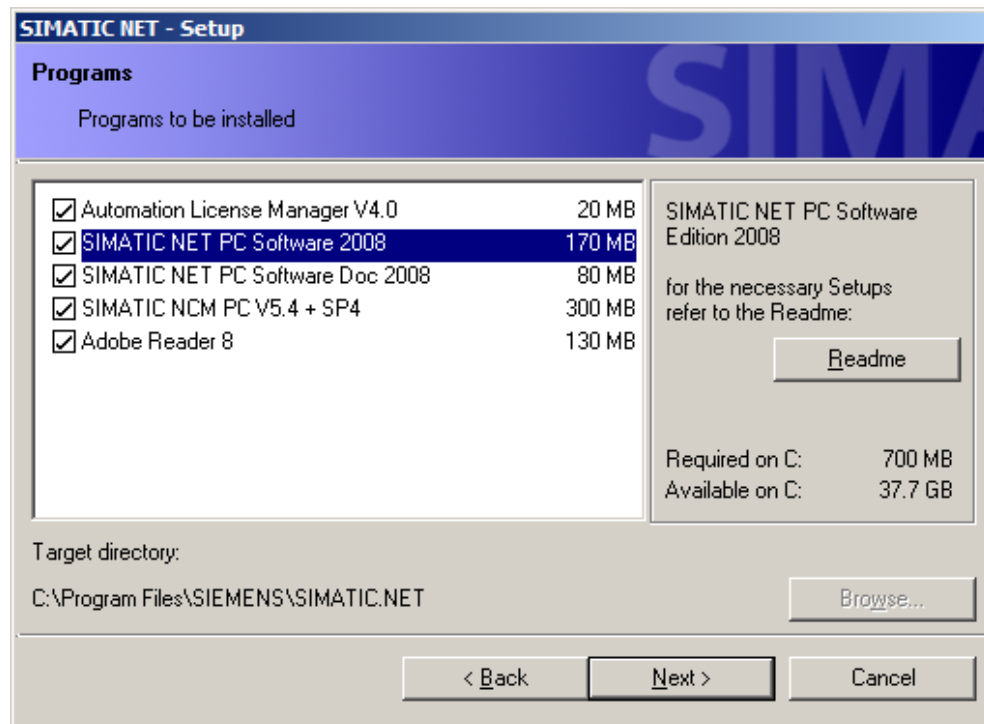 SIMATIC NET - Setup
Programs
Programs to be installed
SIM
Automation License Manager V4.0 20 MB
SIMATIC NET PC Software 2008 170 MB
SIMATIC NET PC Software Doc 2008 80 MB
SIMATIC NCM PC V5.4 + SP4 300 MB
Adobe Reader 8 130 MB
SIMATIC NET PC Software
Edition 2008
for the necessary Setups
refer to the Readme:
Readme
Required on C: 700 MB
Available on C: 37.7 GB
Target directory:
C:\Program Files\SIEMENS\SIMATIC.NET
Browse...
< Back Next > Cancel